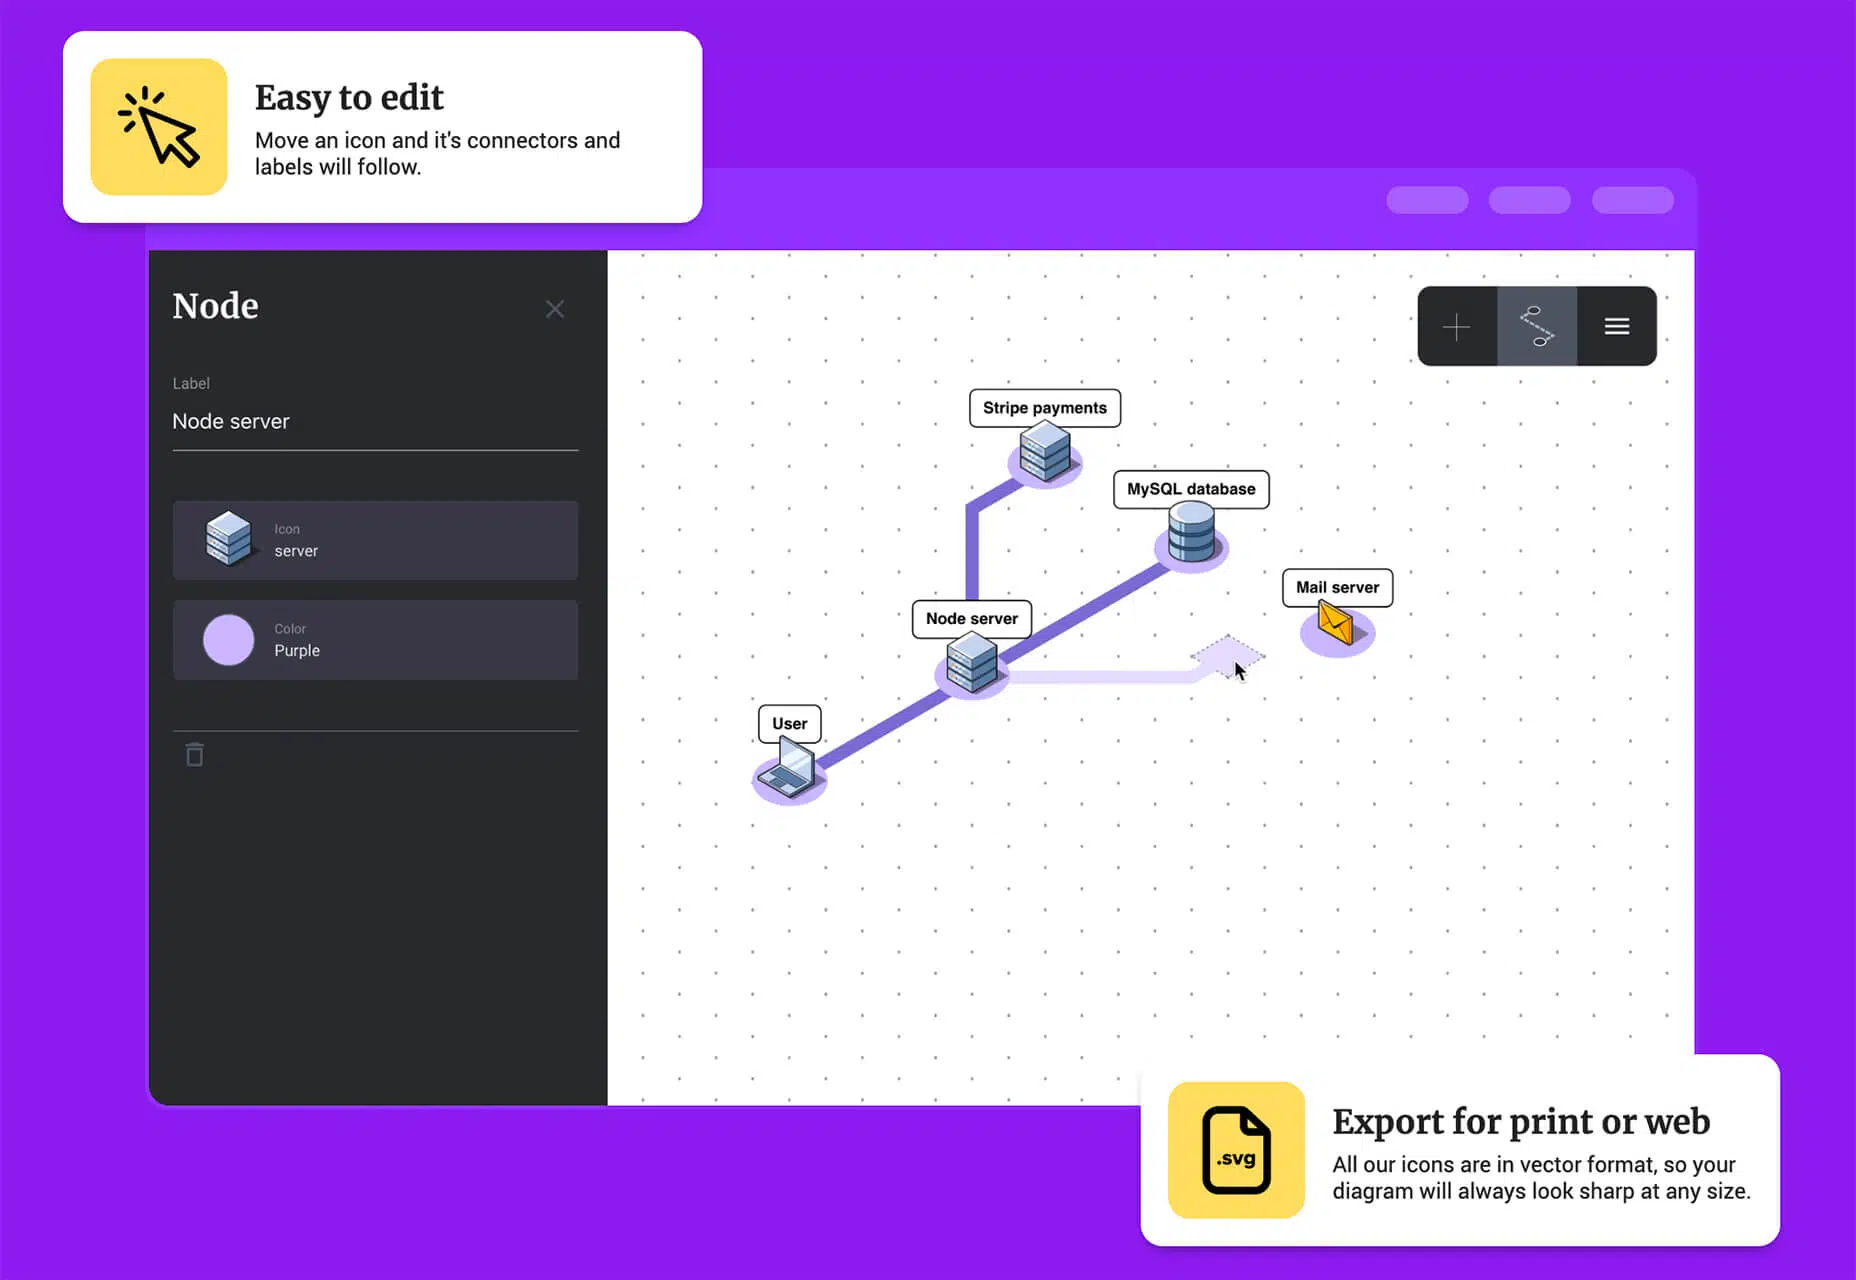 Easy to edit
Move an icon and it's connectors and
labels will follow.
Node
Label
Node server
Icon
server
Color
Purple
Stripe payments
MySQL database
Mail server
Node server
User
.svg
Export for print or web
All our icons are in vector format, so your
diagram will always look sharp at any size.